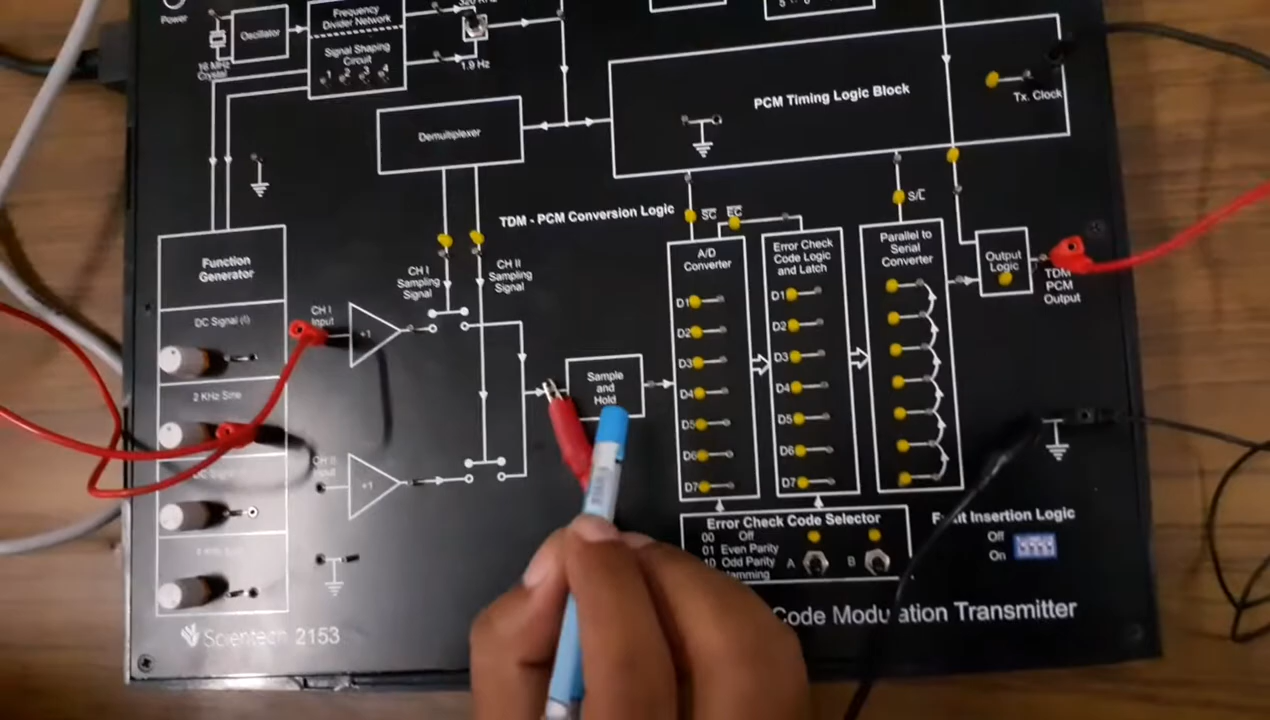 Power
Oscillator
16 MHz
Crystal
Frequency
Divider Network
Signal Shaping
Circuit
1 2 3 4
320 KHz
1.9 Hz
Demultiplexer
PCM Timing Logic Block
Tx. Clock
TDM - PCM Conversion Logic
Function
Generator
DC Signal (I)
2 KHz Sine
CH I
Input
+1
CH I
Sampling
Signal
CH II
Sampling
Signal
Input
+1
Sample
and
Hold
SC
EC
S/L
A/D
Converter
D1
D2
D3
D4
D5
D6
D7
Error Check
Code Logic
and Latch
D1
D2
D3
D4
D5
D6
D7
Parallel to
Serial
Converter
Output
Logic
TDM
PCM
Output
Error Check Code Selector
00 Off
01 Even Parity
10 Odd Parity
A
B
Insertion Logic
Off
On
Code Modulation Transmitter
Scientech 2153